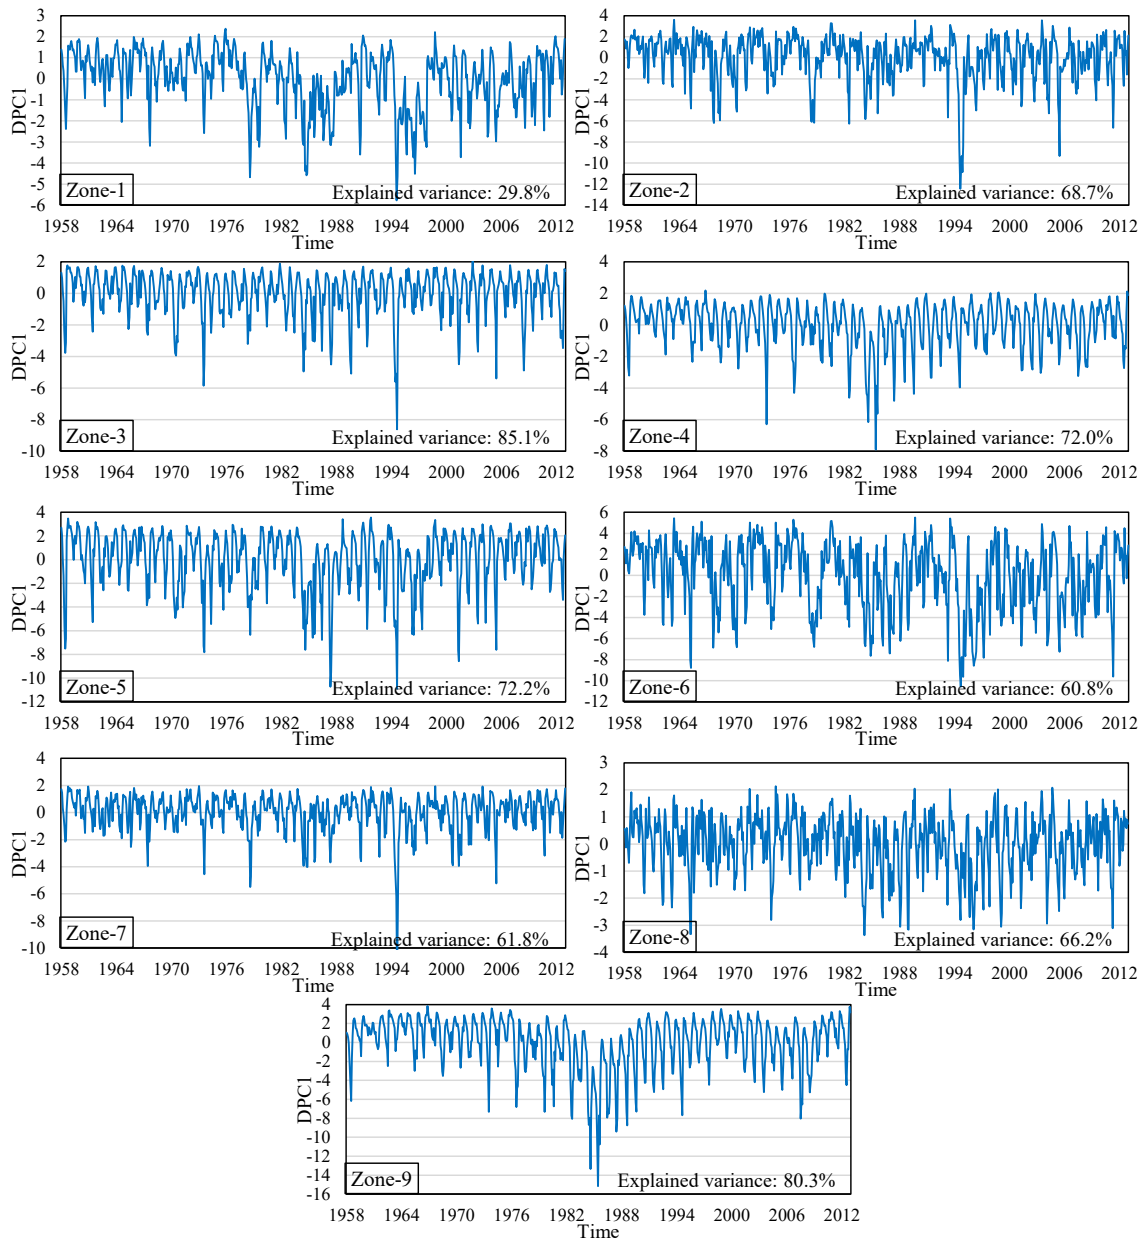 3
2
1
0
-1
-2
-3
-4
-5
-6
DPC1
Zone-1
Explained variance: 29.8%
1958 1964 1970 1976 1982 1988 1994 2000 2006 2012
Time
4
2
0
-2
-4
-6
-8
-10
-12
-14
DPC1
Zone-2
Explained variance: 68.7%
1958 1964 1970 1976 1982 1988 1994 2000 2006 2012
Time
2
0
-2
-4
-6
-8
-10
DPC1
Zone-3
Explained variance: 85.1%
1958 1964 1970 1976 1982 1988 1994 2000 2006 2012
Time
4
2
0
-2
-4
-6
-8
DPC1
Zone-4
Explained variance: 72.0%
1958 1964 1970 1976 1982 1988 1994 2000 2006 2012
Time
4
2
0
-2
-4
-6
-8
-10
-12
DPC1
Zone-5
Explained variance: 72.2%
1958 1964 1970 1976 1982 1988 1994 2000 2006 2012
Time
6
4
2
0
-2
-4
-6
-8
-10
-12
DPC1
Zone-6
Explained variance: 60.8%
1958 1964 1970 1976 1982 1988 1994 2000 2006 2012
Time
4
2
0
-2
-4
-6
-8
-10
DPC1
Zone-7
Explained variance: 61.8%
1958 1964 1970 1976 1982 1988 1994 2000 2006 2012
Time
3
2
1
0
-1
-2
-3
-4
DPC1
Zone-8
Explained variance: 66.2%
1958 1964 1970 1976 1982 1988 1994 2000 2006 2012
Time
4
2
0
-2
-4
-6
-8
-10
-12
-14
-16
DPC1
Zone-9
Explained variance: 80.3%
1958 1964 1970 1976 1982 1988 1994 2000 2006 2012
Time